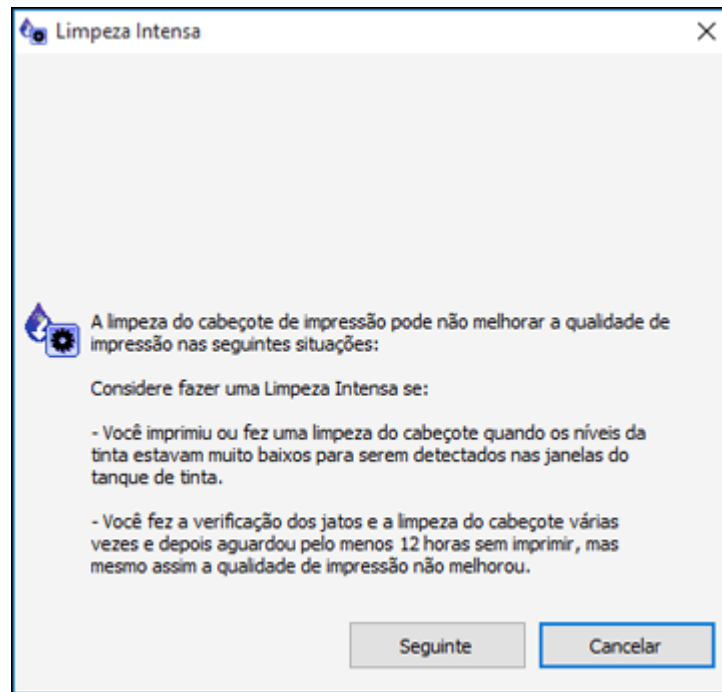 Limpeza Intensa
A limpeza do cabeçote de impressão pode não melhorar a qualidade de
impressão nas seguintes situações:
Considere fazer uma Limpeza Intensa se:
- Você imprimiu ou fez uma limpeza do cabeçote quando os níveis da
tinta estavam muito baixos para serem detectados nas janelas do
tanque de tinta.
- Você fez a verificação dos jatos e a limpeza do cabeçote várias
vezes e depois aguardou pelo menos 12 horas sem imprimir, mas
mesmo assim a qualidade de impressão não melhorou.
Seguinte
Cancelar